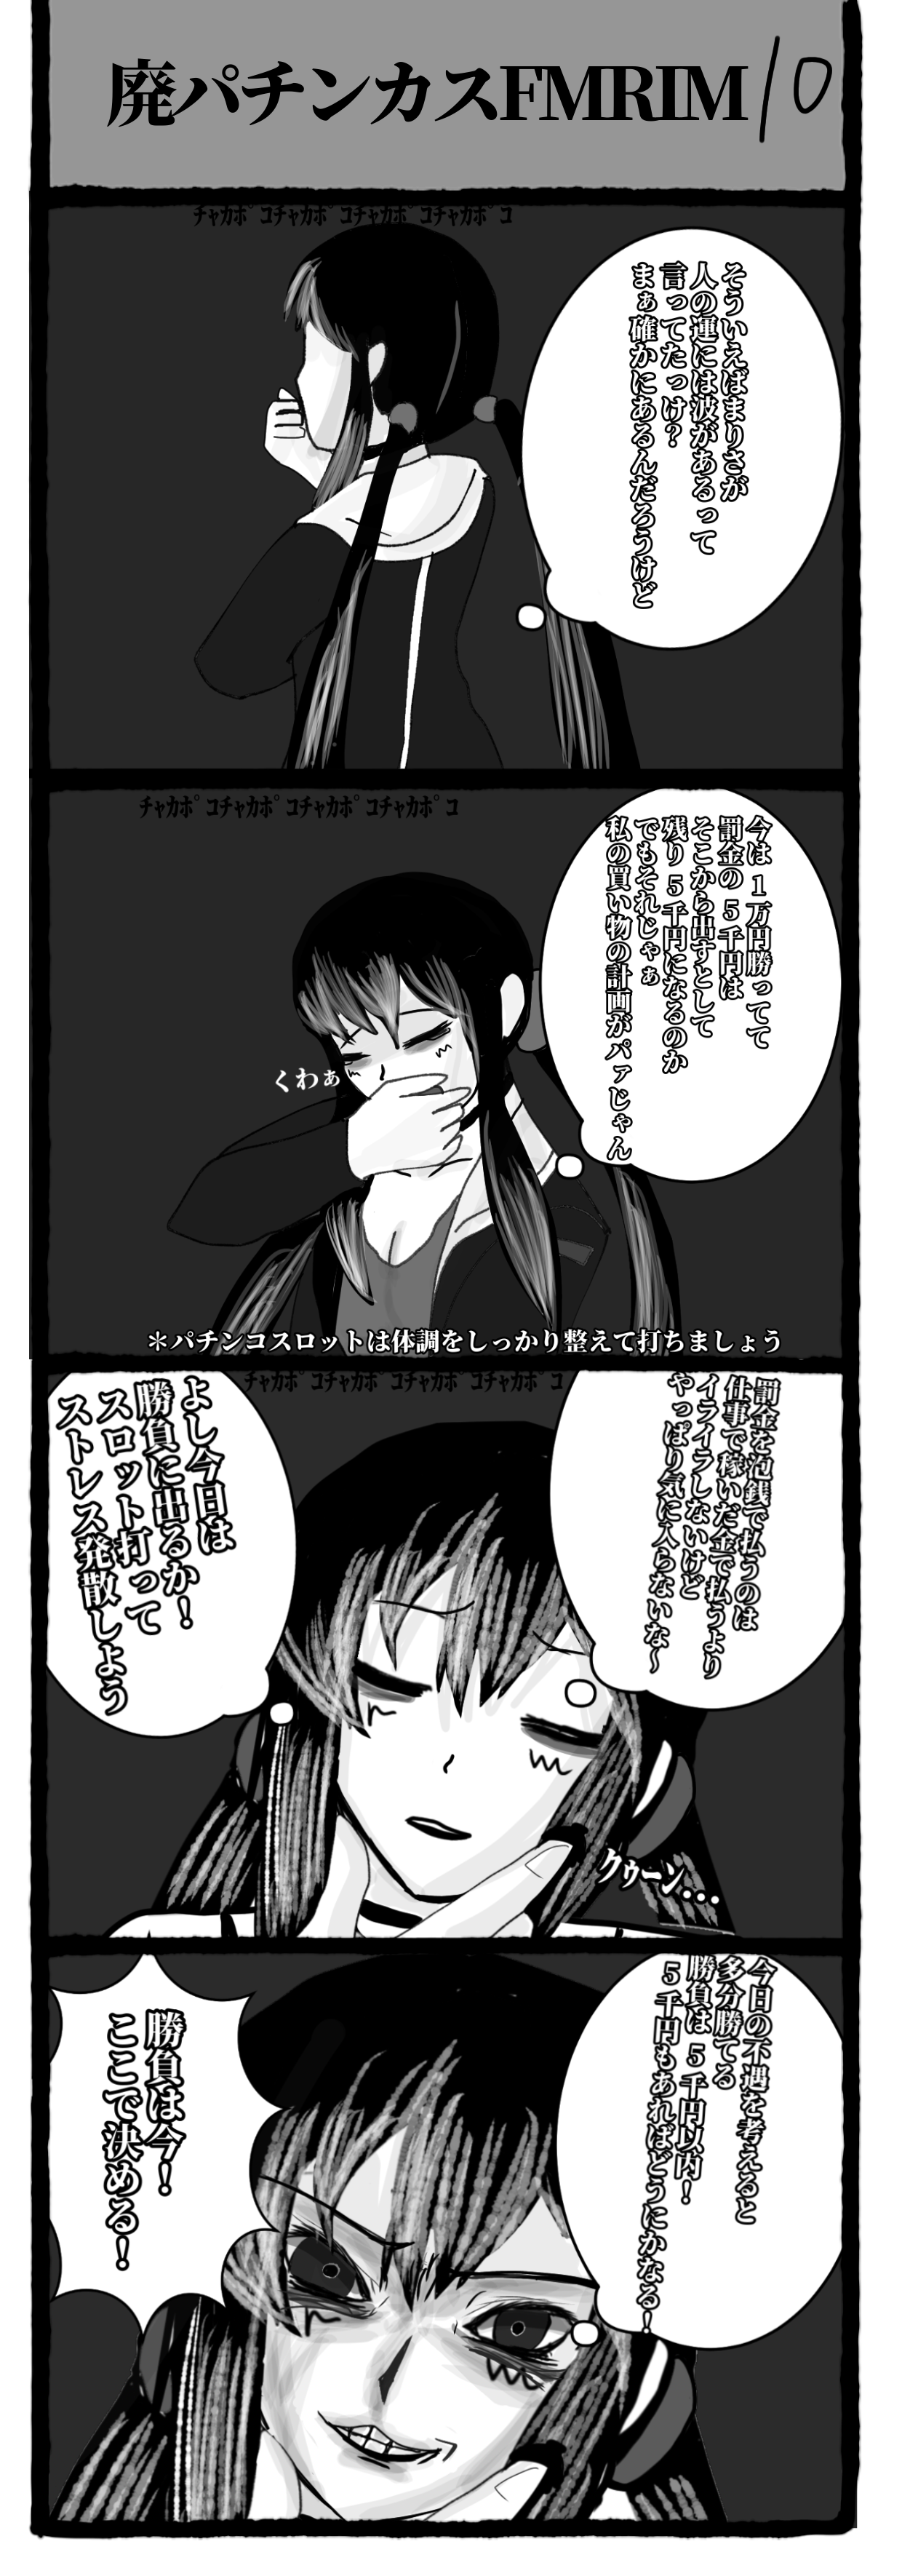 廃パチンカスFMRIM10
チャカポコチャカポコチャカポコチャカポコ
そういえばまりさが
人の運には波があるって
言ってたっけ?
まぁ確かにあるんだろうけど
チャカポコチャカポコチャカポコチャカポコ
今は1万円勝ってて
罰金の5千円は
そこから出すとして
残り5千円になるのか
でもそれじゃぁ
私の買い物の計画がパァじゃん
くわぁ
＊パチンコスロットは体調をしっかり整えて打ちましょう
チャカポコチャカポコチャカポコチャカポコ
罰金を泡銭で払うのは
仕事で稼いだ金で払うより
イライラしないけど
やっぱり気に入らないな～
よし今日は
勝負に出るか!
スロット打って
ストレス発散しよう
クゥーン…
今日の不遇を考えると
多分勝てる
勝負は5千円以内!
5千円もあればどうにかなる!
勝負は今!
ここで決める!